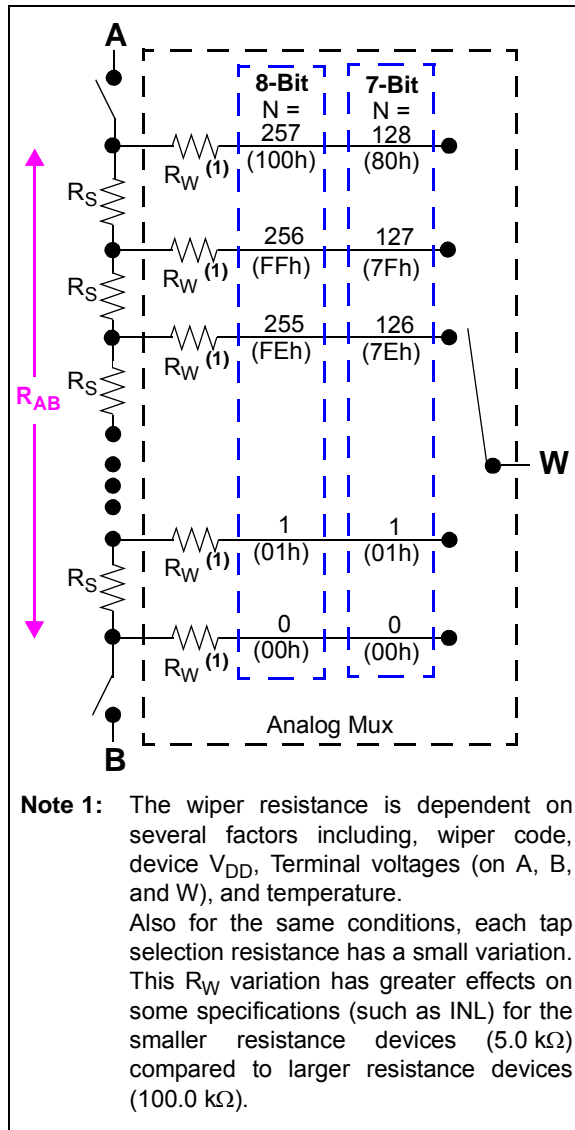 A
8-Bit
N =
7-Bit
N =
257
(100h)
128
(80h)
RW (1)
RS
256
(FFh)
127
(7Fh)
RW (1)
RS
255
(FEh)
126
(7Eh)
RW (1)
RS
RAB
W
1
(01h)
1
(01h)
RW (1)
RS
0
(00h)
0
(00h)
RW (1)
Analog Mux
B
Note 1: The wiper resistance is dependent on
several factors including, wiper code,
device VDD, Terminal voltages (on A, B,
and W), and temperature.
Also for the same conditions, each tap
selection resistance has a small variation.
This RW variation has greater effects on
some specifications (such as INL) for the
smaller resistance devices (5.0 kΩ)
compared to larger resistance devices
(100.0 kΩ).